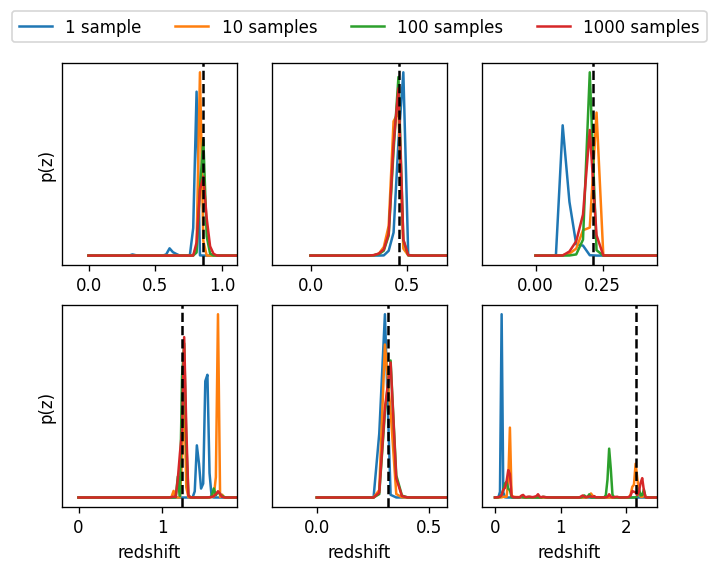 1 sample 10 samples 100 samples 1000 samples
p(z)
0.0 0.5 1.0 0.0 0.5 0.00 0.25
p(z)
0 1 0.0 0.5 0 1 2
redshift redshift redshift